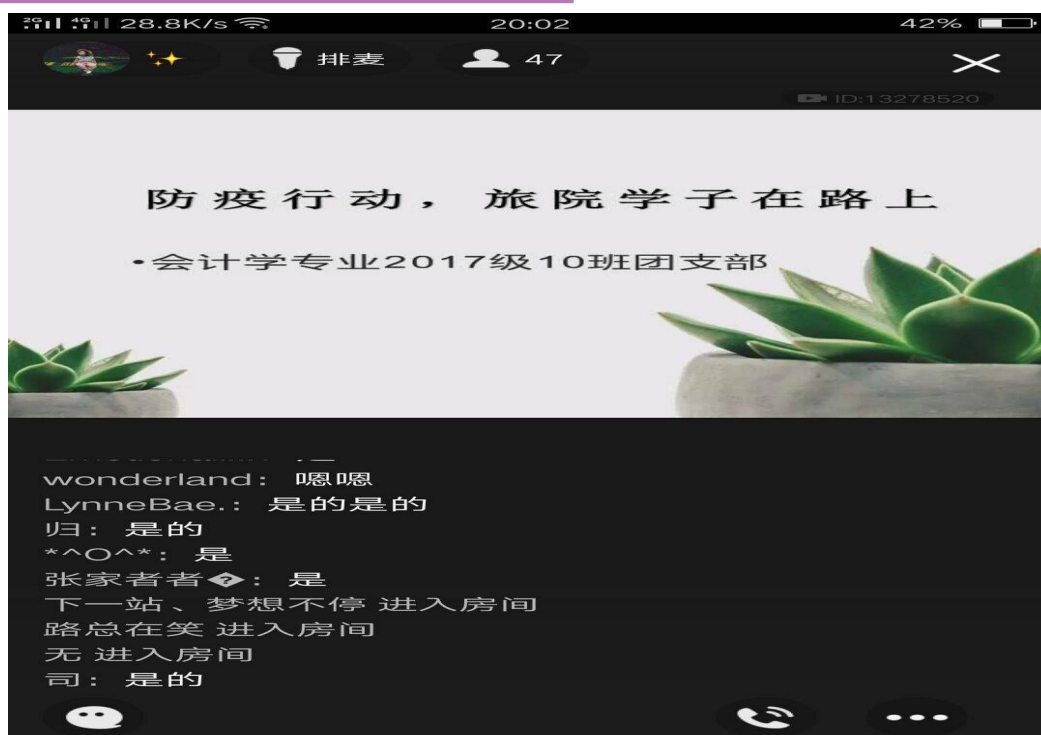 2G 4G 28.8K/s 20:02 42%
排麦 47
ID:13278520
防疫行动，旅院学子在路上
•会计学专业2017级10班团支部
wonderland：嗯嗯
LynneBae.：是的是的
归：是的
*^O^*：是
张家者者�：是
下一站、梦想不停 进入房间
路总在笑 进入房间
无 进入房间
司：是的